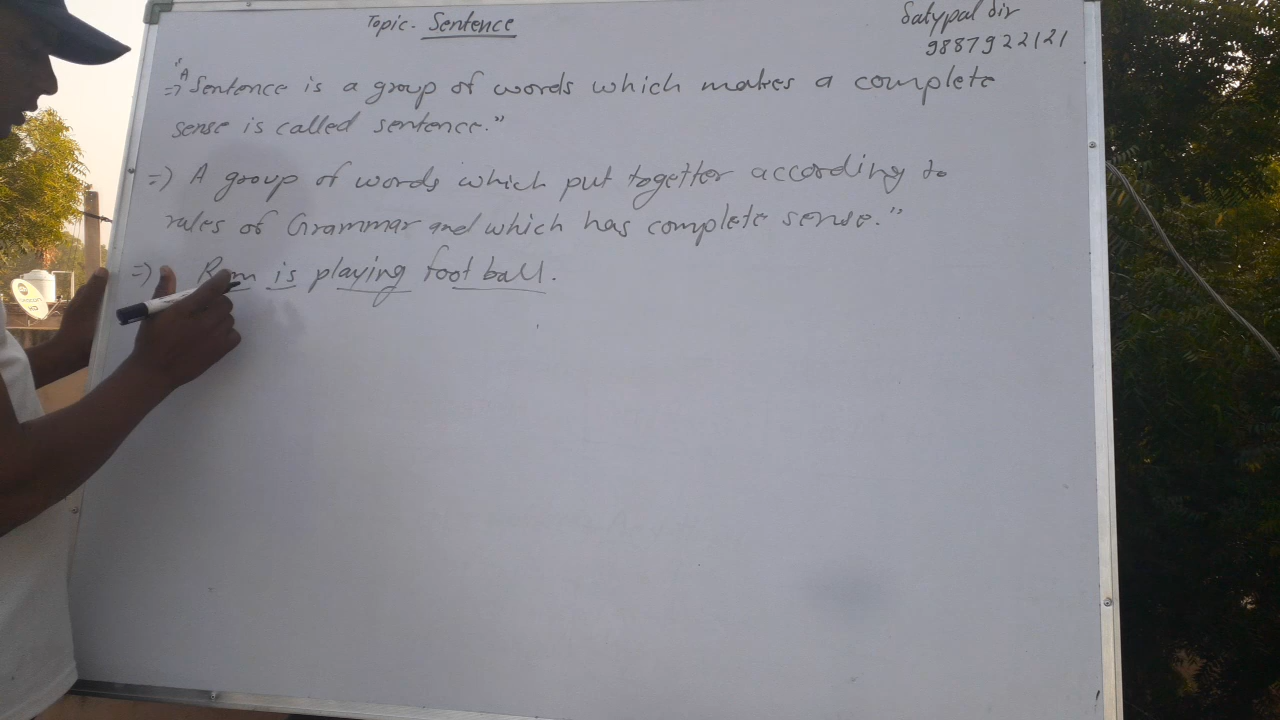 Topic. Sentence
Satypal Sir
9887922121
"A
=> Sentence is a group of words which makes a complete
sense is called sentence."
=> A group of words which put togetter according to
rules of Grammar and which has complete sense."
=> Ram is playing foot ball.